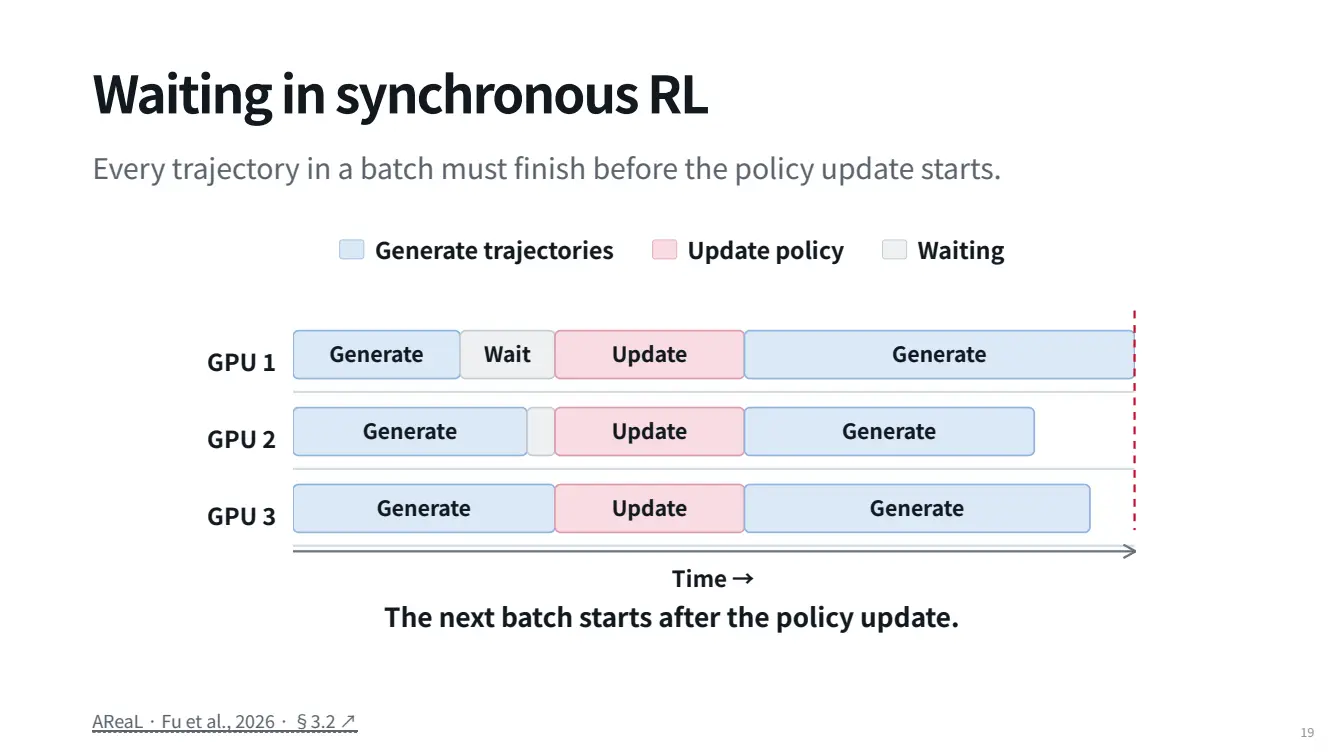 Waiting in synchronous RL
Every trajectory in a batch must finish before the policy update starts.
Generate trajectories
Update policy
Waiting
GPU 1
Generate
Wait
Update
Generate
GPU 2
Generate
Update
Generate
GPU 3
Generate
Update
Generate
Time →
The next batch starts after the policy update.
AReaL · Fu et al., 2026 · §3.2 ↗
19